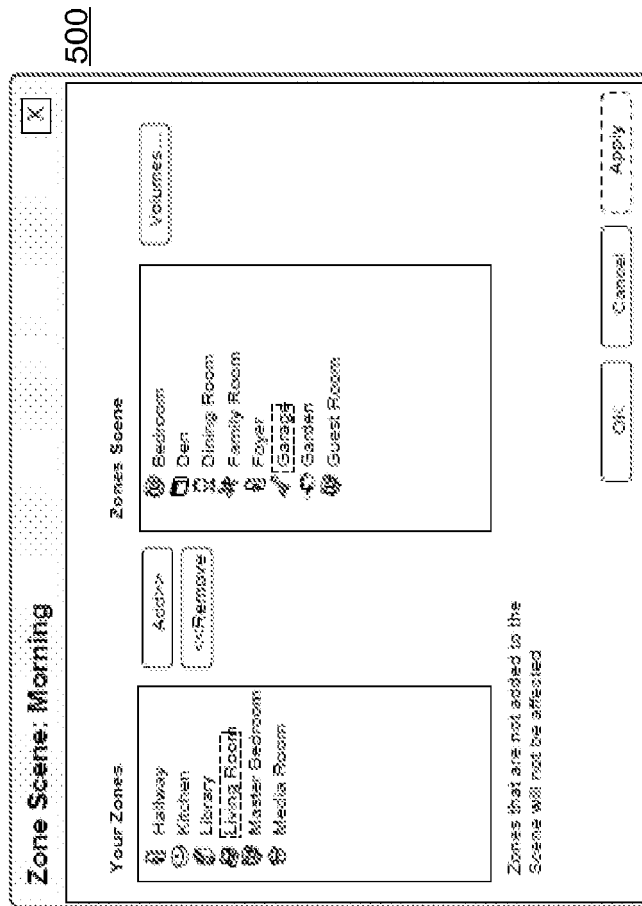 500
Zone Scene: Morning
X
Your Zones
Hallway
Kitchen
Library
Living Room
Master Bedroom
Media Room
Add>>
<<Remove
Zones Scene
Bedroom
Den
Dining Room
Family Room
Foyer
Garage
Garden
Guest Room
Volumes...
Zones that are not added to the
Scene will not be affected
OK
Cancel
Apply